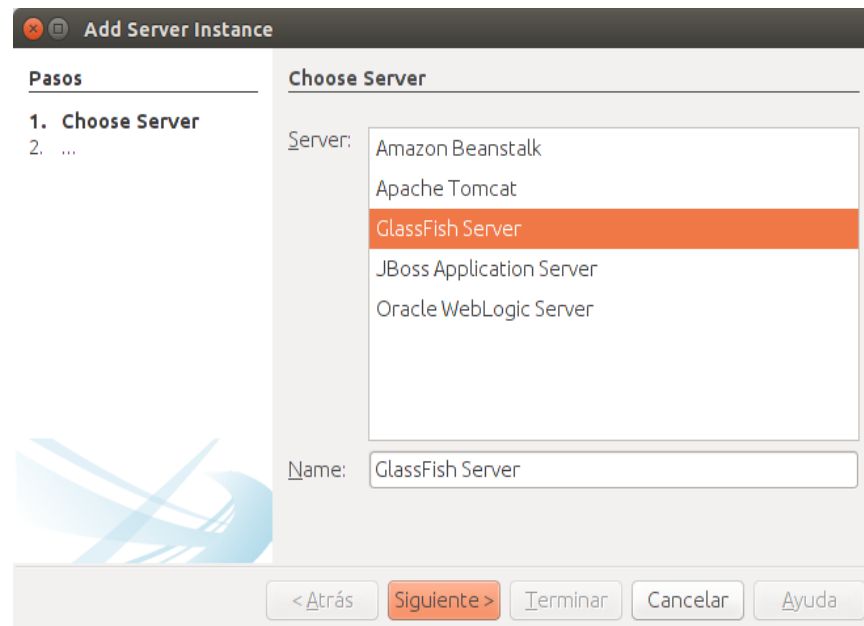 Add Server Instance
Pasos
1. Choose Server
2. ...
Choose Server
Server:
Amazon Beanstalk
Apache Tomcat
GlassFish Server
JBoss Application Server
Oracle WebLogic Server
Name: GlassFish Server
< Atrás Siguiente > Terminar Cancelar Ayuda